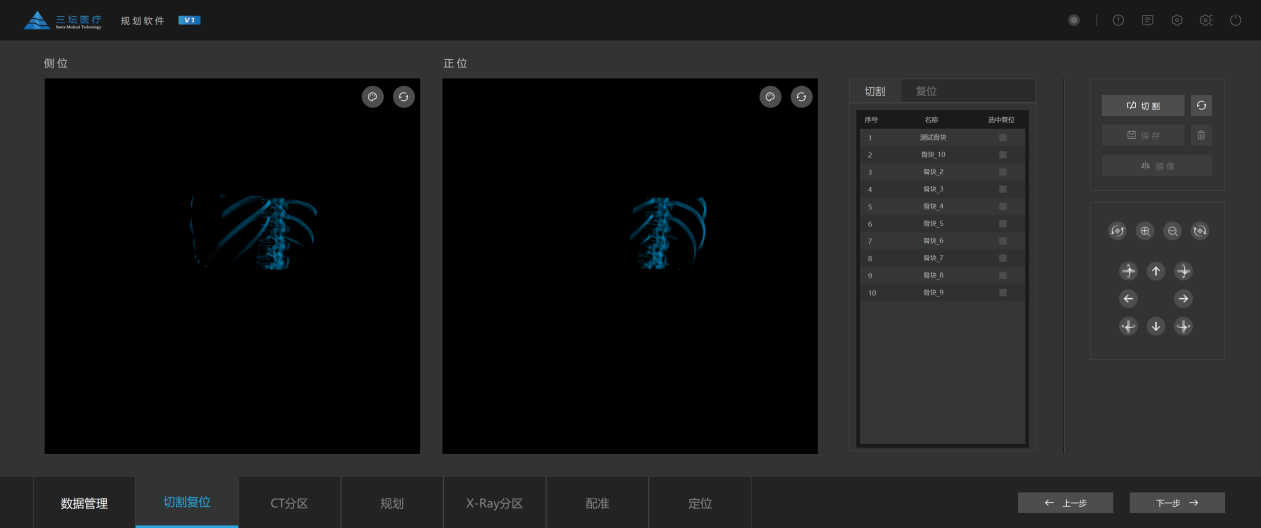 三坛医疗
Santa Medical Technology
规划软件
V1
侧位
正位
切割 复位
序号 名称 选中复位
1 测试骨块
2 骨块_10
3 骨块_2
4 骨块_3
5 骨块_4
6 骨块_5
7 骨块_6
8 骨块_7
9 骨块_8
10 骨块_9
切割
保存
镜像
数据管理 切割复位 CT分区 规划 X-Ray分区 配准 定位
上一步 下一步